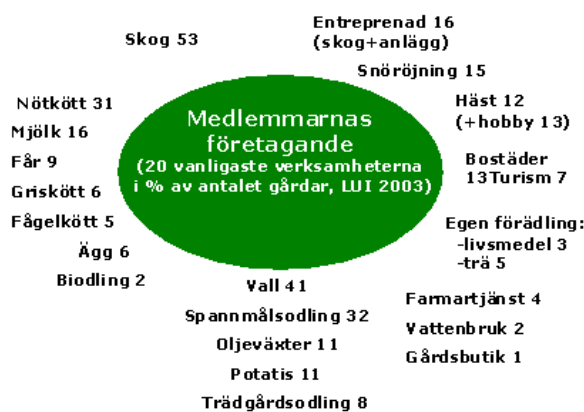 Skog 53
Entreprenad 16
(skog+anlägg)
Snöröjning 15
Nötkött 31
Mjölk 16
Får 9
Griskött 6
Fågelkött 5
Ägg 6
Biodling 2
Medlemmarnas
företagande
(20 vanligaste verksamheterna
i % av antalet gårdar, LUI 2003)
Häst 12
(+hobby 13)
Bostäder
13Turism 7
Egen förädling:
-livsmedel 3
-trä 5
Vall 41
Spannmålsodling 32
Oljeväxter 11
Potatis 11
Trädgårdsodling 8
Farmartjänst 4
Vattenbruk 2
Gårdsbutik 1